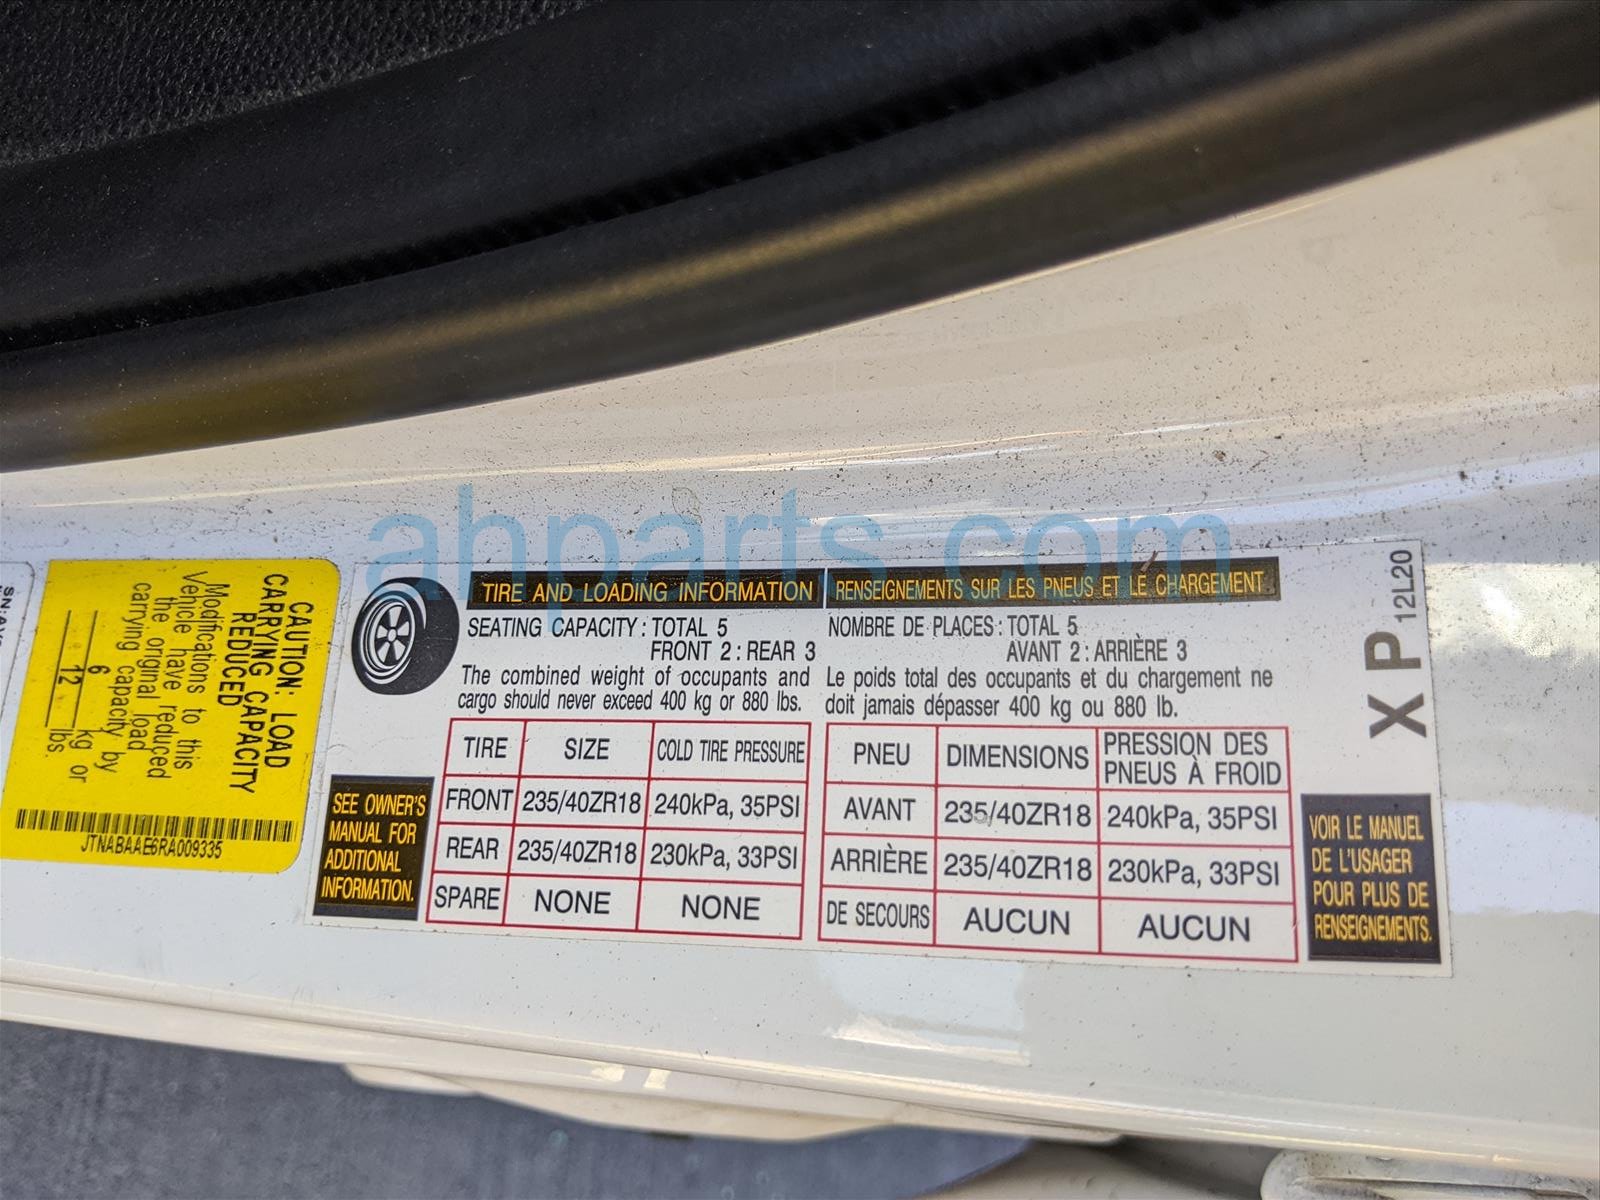 ahparts.com
TIRE AND LOADING INFORMATION
SEATING CAPACITY : TOTAL 5
FRONT 2 : REAR 3
The combined weight of occupants and
cargo should never exceed 400 kg or 880 lbs.
TIRE SIZE COLD TIRE PRESSURE
FRONT 235/40ZR18 240kPa, 35PSI
REAR 235/40ZR18 230kPa, 33PSI
SPARE NONE NONE
SEE OWNER'S
MANUAL FOR
ADDITIONAL
INFORMATION.
RENSEIGNEMENTS SUR LES PNEUS ET LE CHARGEMENT
NOMBRE DE PLACES : TOTAL 5
AVANT 2 : ARRIÈRE 3
Le poids total des occupants et du chargement ne
doit jamais dépasser 400 kg ou 880 lb.
PNEU DIMENSIONS PRESSION DES
PNEUS À FROID
AVANT 235/40ZR18 240kPa, 35PSI
ARRIÈRE 235/40ZR18 230kPa, 33PSI
DE SECOURS AUCUN AUCUN
VOIR LE MANUEL
DE L'USAGER
POUR PLUS DE
RENSEIGNEMENTS.
X P 12L20
CAUTION: LOAD
CARRYING CAPACITY
REDUCED
Modifications to this
Vehicle have reduced
the original load
carrying capacity by
6 kg or
12 lbs.
JTNABAAE6RA009335